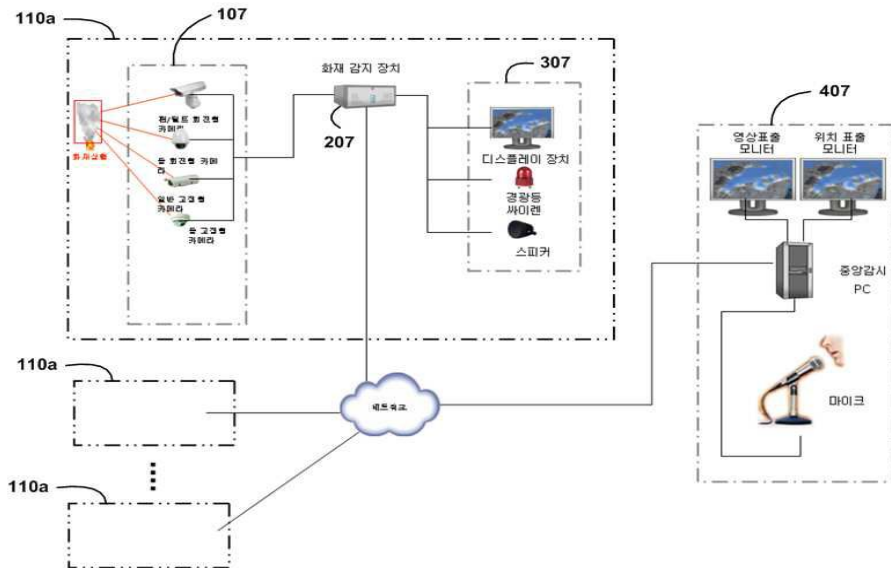 110a
107
화재 감지 장치
307
407
207
팬/틸트 회전형
카메라
돔 회전형 카메
라
일반 고정형
카메라
돔 고정형
카메라
디스플레이 장치
경광등
싸이렌
스피커
영상표출
모니터
위치 표출
모니터
중앙감시
PC
마이크
110a
네트워크
110a